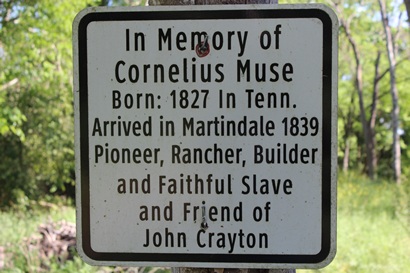 In Memory of
Cornelius Muse
Born: 1827 In Tenn.
Arrived in Martindale 1839
Pioneer, Rancher, Builder
and Faithful Slave
and Friend of
John Crayton